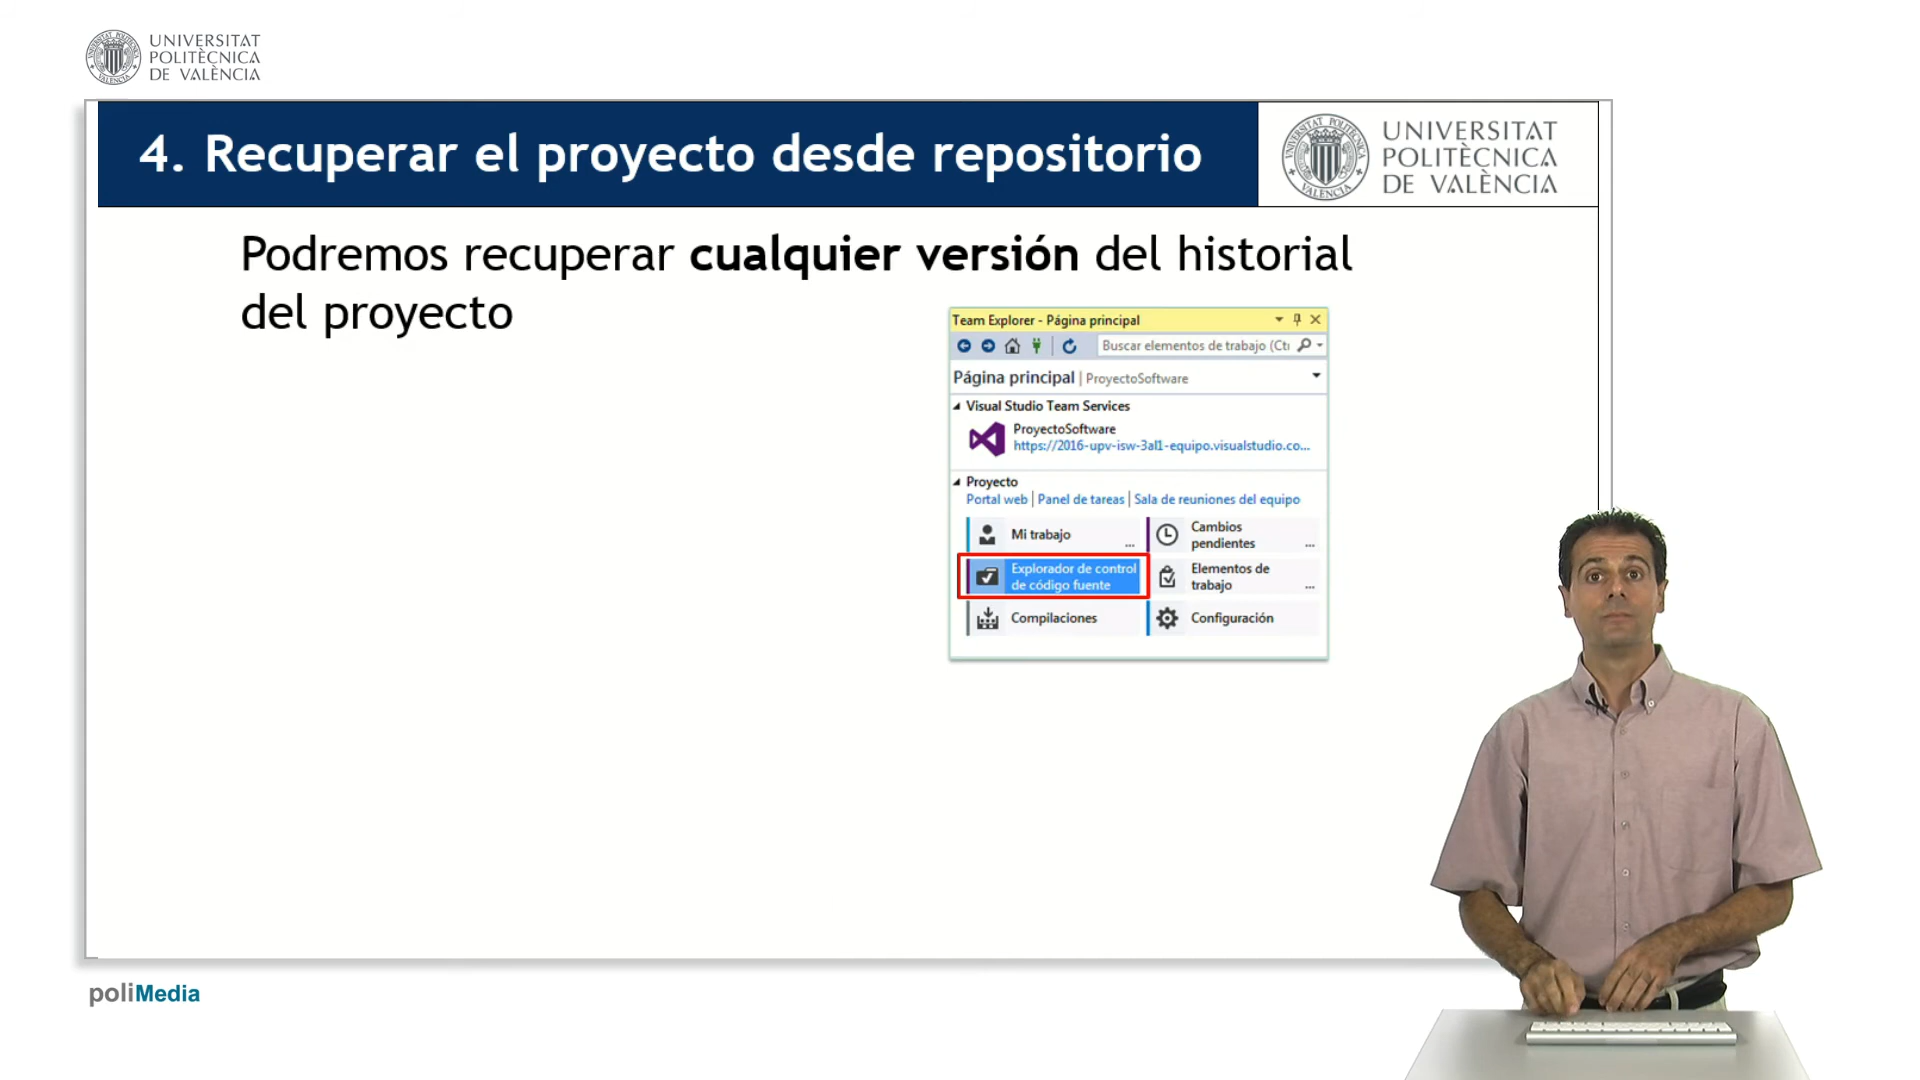 UNIVERSITAT
POLITÈCNICA
DE VALÈNCIA
4. Recuperar el proyecto desde repositorio
UNIVERSITAT
POLITÈCNICA
DE VALÈNCIA
Podremos recuperar cualquier versión del historial
del proyecto
Team Explorer - Página principal
Buscar elementos de trabajo (Ctı
Página principal | ProyectoSoftware
Visual Studio Team Services
ProyectoSoftware
https://2016-upv-isw-3al1-equipo.visualstudio.co...
Proyecto
Portal web | Panel de tareas | Sala de reuniones del equipo
Mi trabajo ...
Cambios
pendientes ...
Explorador de control
de código fuente
Elementos de
trabajo ...
Compilaciones
Configuración
poliMedia